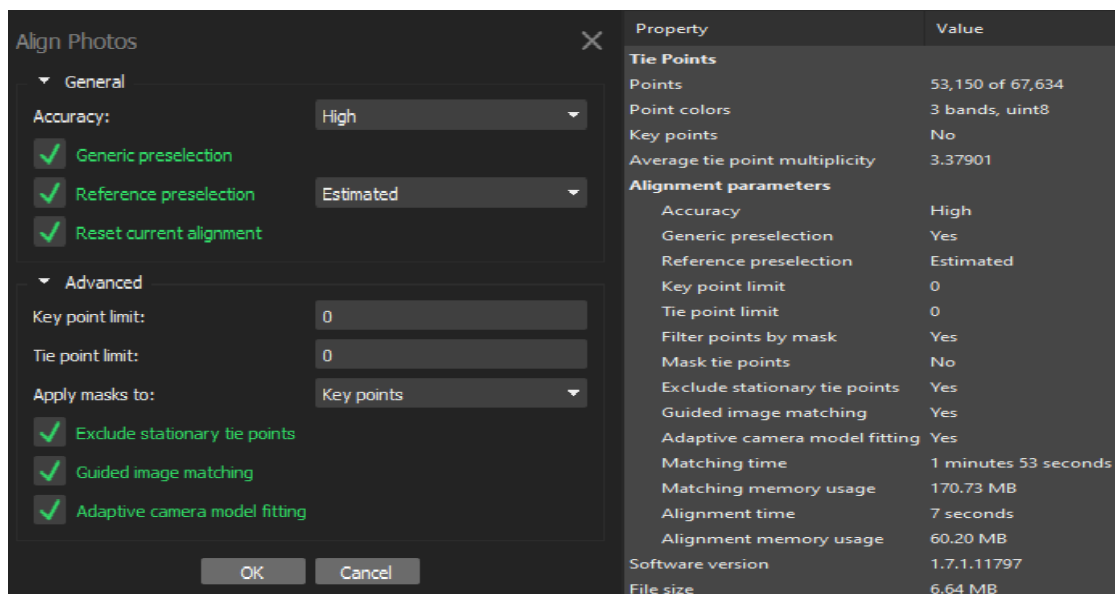 Align Photos
General
Accuracy: High
Generic preselection
Reference preselection Estimated
Reset current alignment
Advanced
Key point limit: 0
Tie point limit: 0
Apply masks to: Key points
Exclude stationary tie points
Guided image matching
Adaptive camera model fitting
OK Cancel
Property Value
Tie Points
Points 53,150 of 67,634
Point colors 3 bands, uint8
Key points No
Average tie point multiplicity 3.37901
Alignment parameters
Accuracy High
Generic preselection Yes
Reference preselection Estimated
Key point limit 0
Tie point limit 0
Filter points by mask Yes
Mask tie points No
Exclude stationary tie points Yes
Guided image matching Yes
Adaptive camera model fitting Yes
Matching time 1 minutes 53 seconds
Matching memory usage 170.73 MB
Alignment time 7 seconds
Alignment memory usage 60.20 MB
Software version 1.7.1.11797
File size 6.64 MB